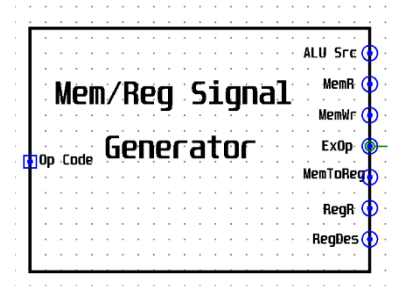 ALU Src
MemR
Mem/Reg Signal
MemWr
Generator
ExOp
Op Code
MemToReg
RegR
RegDes